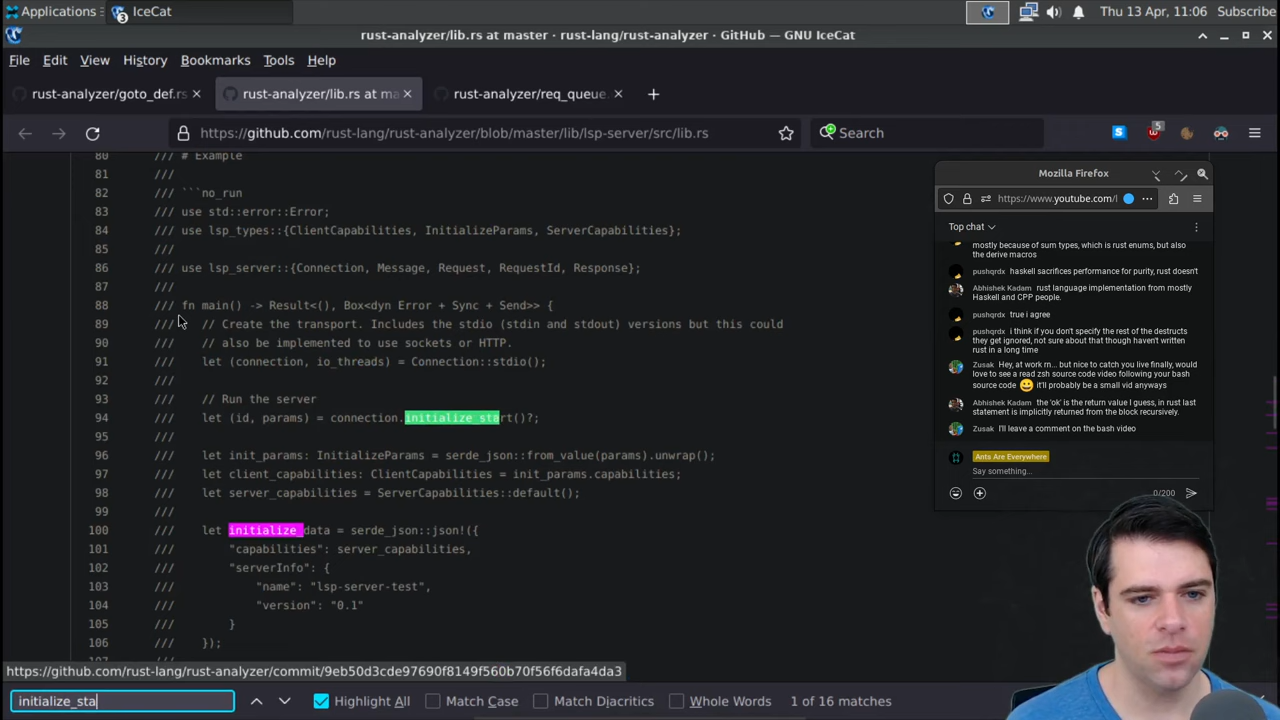 Applications
3 IceCat
Thu 13 Apr, 11:06 Subscribe
rust-analyzer/lib.rs at master · rust-lang/rust-analyzer · GitHub — GNU IceCat
File Edit View History Bookmarks Tools Help
rust-analyzer/goto_def.rs
rust-analyzer/lib.rs at ma
rust-analyzer/req_queue.
https://github.com/rust-lang/rust-analyzer/blob/master/lib/lsp-server/src/lib.rs
Search
5
80 /// # Example
81 ///
82 /// ```no_run
83 /// use std::error::Error;
84 /// use lsp_types::{ClientCapabilities, InitializeParams, ServerCapabilities};
85 ///
86 /// use lsp_server::{Connection, Message, Request, RequestId, Response};
87 ///
88 /// fn main() -> Result<(), Box<dyn Error + Sync + Send>> {
89 /// // Create the transport. Includes the stdio (stdin and stdout) versions but this could
90 /// // also be implemented to use sockets or HTTP.
91 /// let (connection, io_threads) = Connection::stdio();
92 ///
93 /// // Run the server
94 /// let (id, params) = connection.initialize_start()?;
95 ///
96 /// let init_params: InitializeParams = serde_json::from_value(params).unwrap();
97 /// let client_capabilities: ClientCapabilities = init_params.capabilities;
98 /// let server_capabilities = ServerCapabilities::default();
99 ///
100 /// let initialize_data = serde_json::json!({
101 /// "capabilities": server_capabilities,
102 /// "serverInfo": {
103 /// "name": "lsp-server-test",
104 /// "version": "0.1"
105 /// }
106 /// });
Mozilla Firefox
https://www.youtube.com/l
Top chat
mostly because of sum types, which is rust enums, but also
the derive macros
pushqrdx haskell sacrifices performance for purity, rust doesn't
Abhishek Kadam rust language implementation from mostly
Haskell and CPP people.
pushqrdx true i agree
pushqrdx i think if you don't specify the rest of the destructs
they get ignored, not sure about that though haven't written
rust in a long time
Zusak Hey, at work rn... but nice to catch you live finally, would
love to see a read zsh source code video following your bash
source code 😀 it'll probably be a small vid anyways
Abhishek Kadam the 'ok' is the return value I guess, in rust last
statement is implicitly returned from the block recursively.
Zusak I'll leave a comment on the bash video
Ants Are Everywhere
Say something...
0/200
https://github.com/rust-lang/rust-analyzer/commit/9eb50d3cde97690f8149f560b70f56f6dafa4da3
initialize_sta
Highlight All Match Case Match Diacritics Whole Words 1 of 16 matches